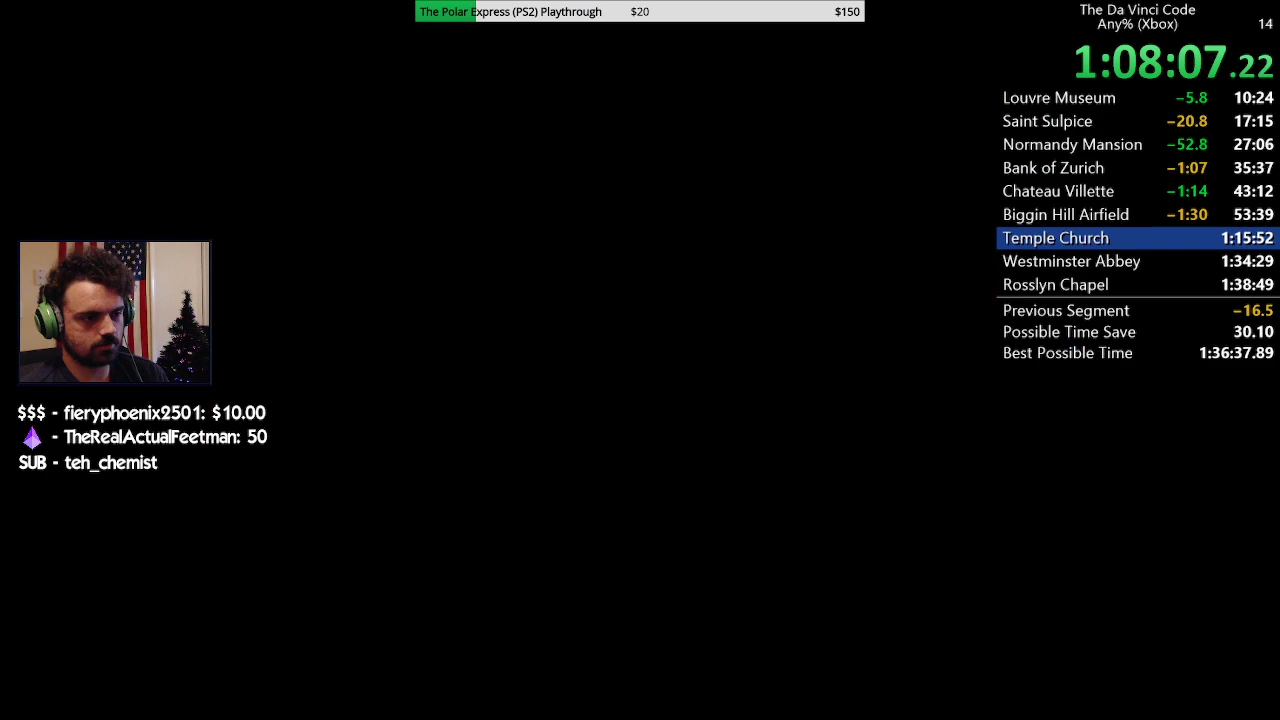 The Polar Express (PS2) Playthrough $20 $150
The Da Vinci Code
Any% (Xbox) 14
1:08:07.22
Louvre Museum −5.8 10:24
Saint Sulpice −20.8 17:15
Normandy Mansion −52.8 27:06
Bank of Zurich −1:07 35:37
Chateau Villette −1:14 43:12
Biggin Hill Airfield −1:30 53:39
Temple Church 1:15:52
Westminster Abbey 1:34:29
Rosslyn Chapel 1:38:49
Previous Segment −16.5
Possible Time Save 30.10
Best Possible Time 1:36:37.89
$$$ - fieryphoenix2501: $10.00
- TheRealActualFeetman: 50
SUB - teh_chemist